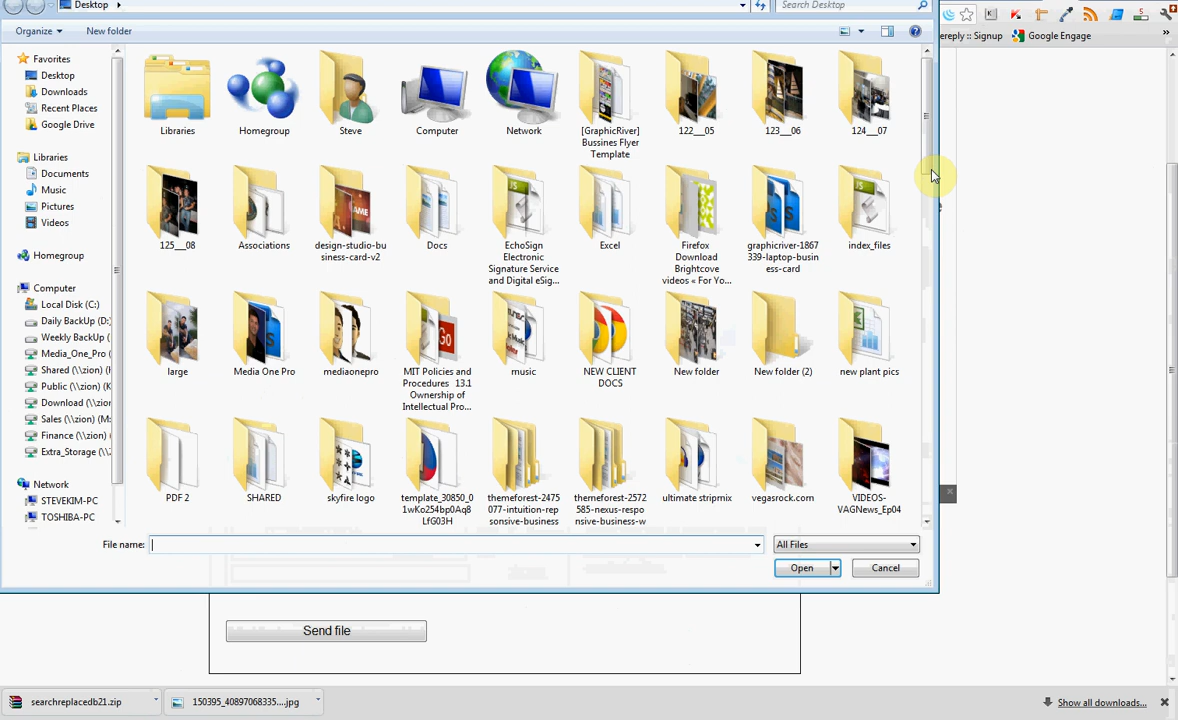 Desktop
Search Desktop
Organize
New folder
ereply :: Signup
Google Engage
Favorites
Desktop
Downloads
Recent Places
Google Drive
Libraries
Documents
Music
Pictures
Videos
Homegroup
Computer
Local Disk (C:)
Daily BackUp (D:
Weekly BackUp (
Media_One_Pro (
Shared (\\zion) (H
Public (\\zion) (K
Download (\\zion
Sales (\\zion) (M:
Finance (\\zion) (
Extra_Storage (\\Z
Network
STEVEKIM-PC
TOSHIBA-PC
Libraries
Homegroup
Steve
Computer
Network
[GraphicRiver]
Bussines Flyer
Template
122__05
123__06
124__07
125__08
Associations
design-studio-bu
siness-card-v2
Docs
EchoSign
Electronic
Signature Service
and Digital eSig...
Excel
Firefox
Download
Brightcove
videos « For Yo...
graphicriver-1867
339-laptop-busin
ess-card
index_files
large
Media One Pro
mediaonepro
MIT Policies and
Procedures 13.1
Ownership of
Intellectual Pro...
music
NEW CLIENT
DOCS
New folder
New folder (2)
new plant pics
PDF 2
SHARED
skyfire logo
template_30850_0
1wKo254bp0Aq8
LfG03H
themeforest-2475
077-intuition-rep
sonsive-business
themeforest-2572
585-nexus-respo
nsive-business-w
ultimate stripmix
vegasrock.com
VIDEOS-
VAGNews_Ep04
File name:
All Files
Open
Cancel
Send file
searchreplacedb21.zip
150395_40897068335....jpg
Show all downloads...